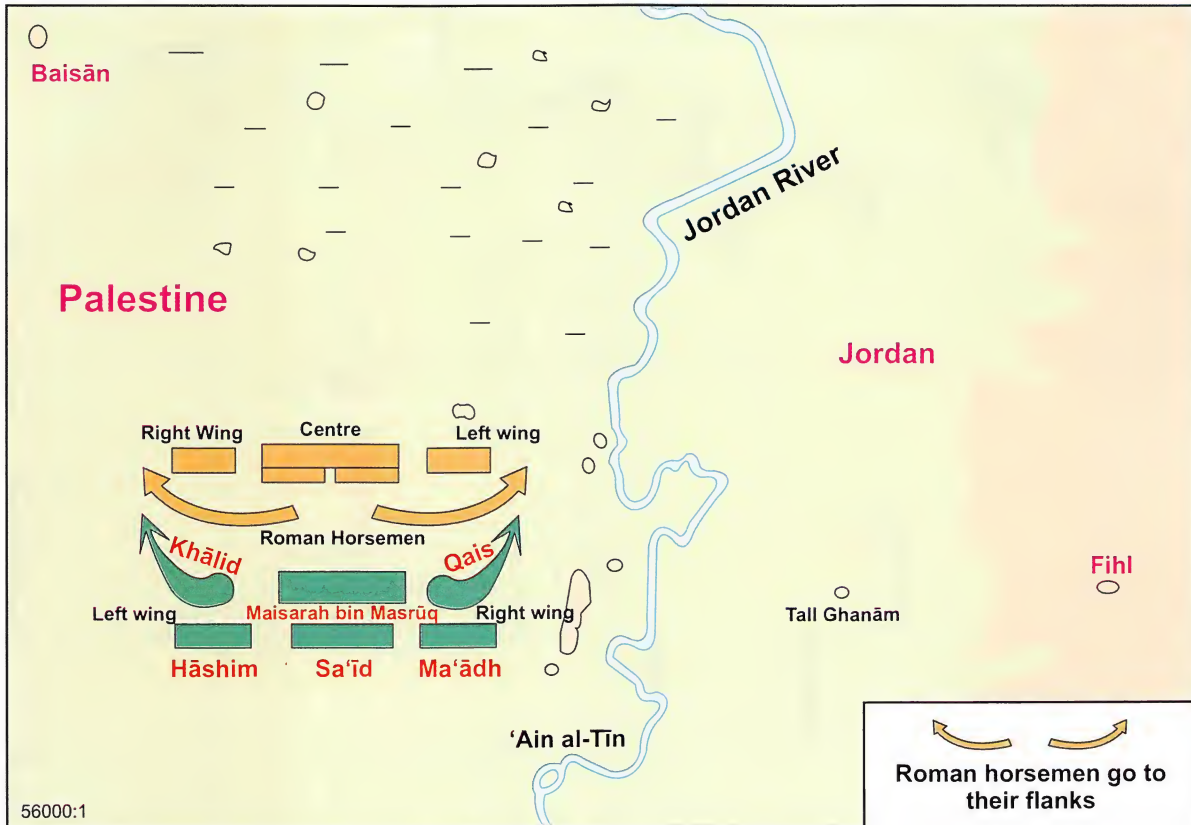 Baisān
Jordan River
Palestine
Jordan
Right Wing
Centre
Left wing
Roman Horsemen
Khālid
Qais
Left wing
Maisarah bin Masrūq
Right wing
Hāshim
Sa‘īd
Ma‘ādh
Fihl
Tall Ghanām
‘Ain al-Tīn
Roman horsemen go to
their flanks
56000:1